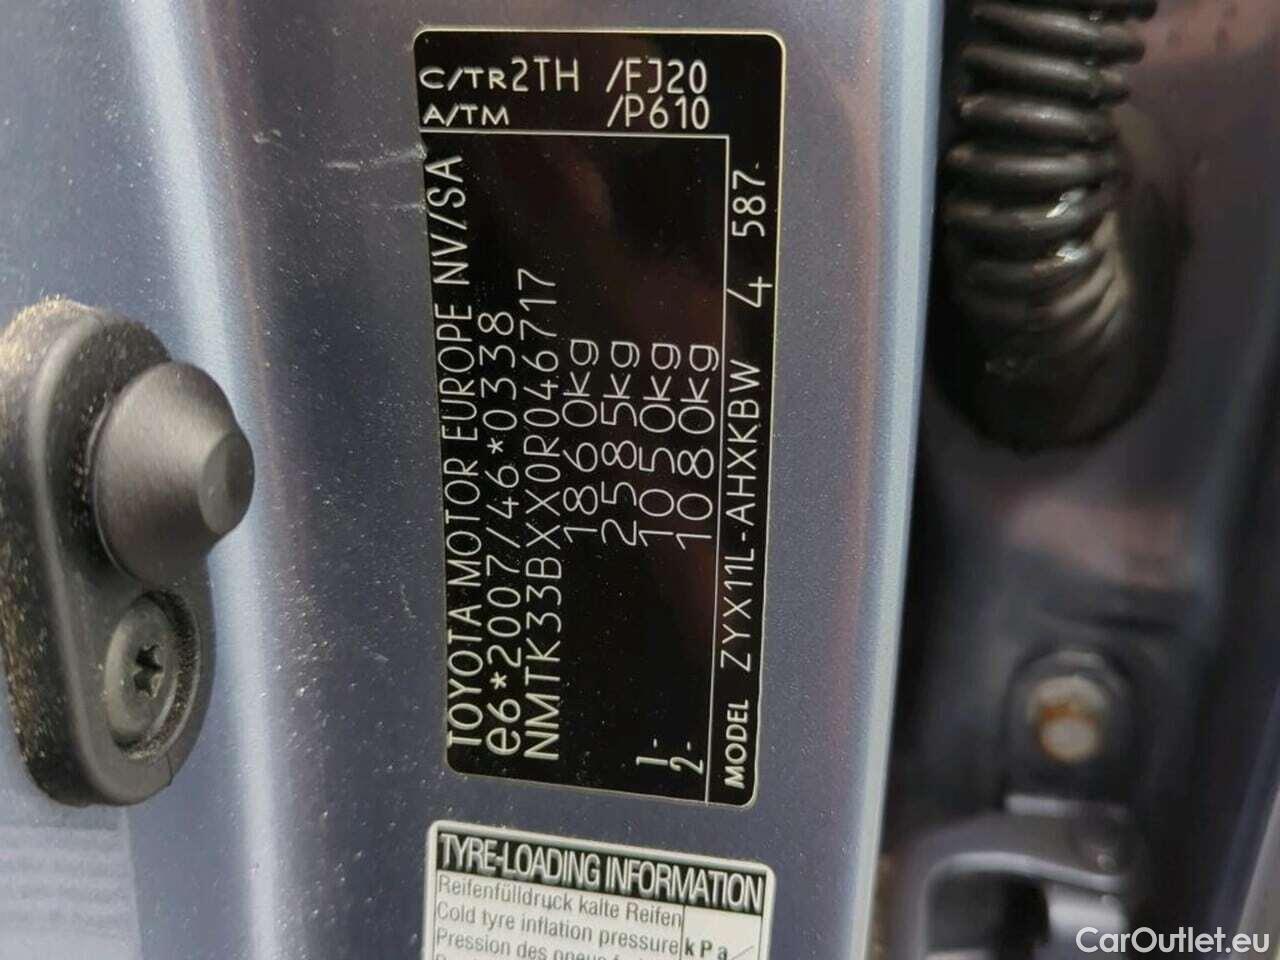 C/TR 2TH /FJ20
A/TM /P610
TOYOTA MOTOR EUROPE NV/SA
e6*2007/46*0338
NMTK33BXX0R046717
1860kg
2585kg
1- 1050kg
2- 1080kg
MODEL ZYX11L-AHXKBW 4 587
TYRE-LOADING INFORMATION
Reifenfülldruck kalte Reifen
Cold tyre inflation pressure kPa/
Pression des pneus
CarOutlet.eu